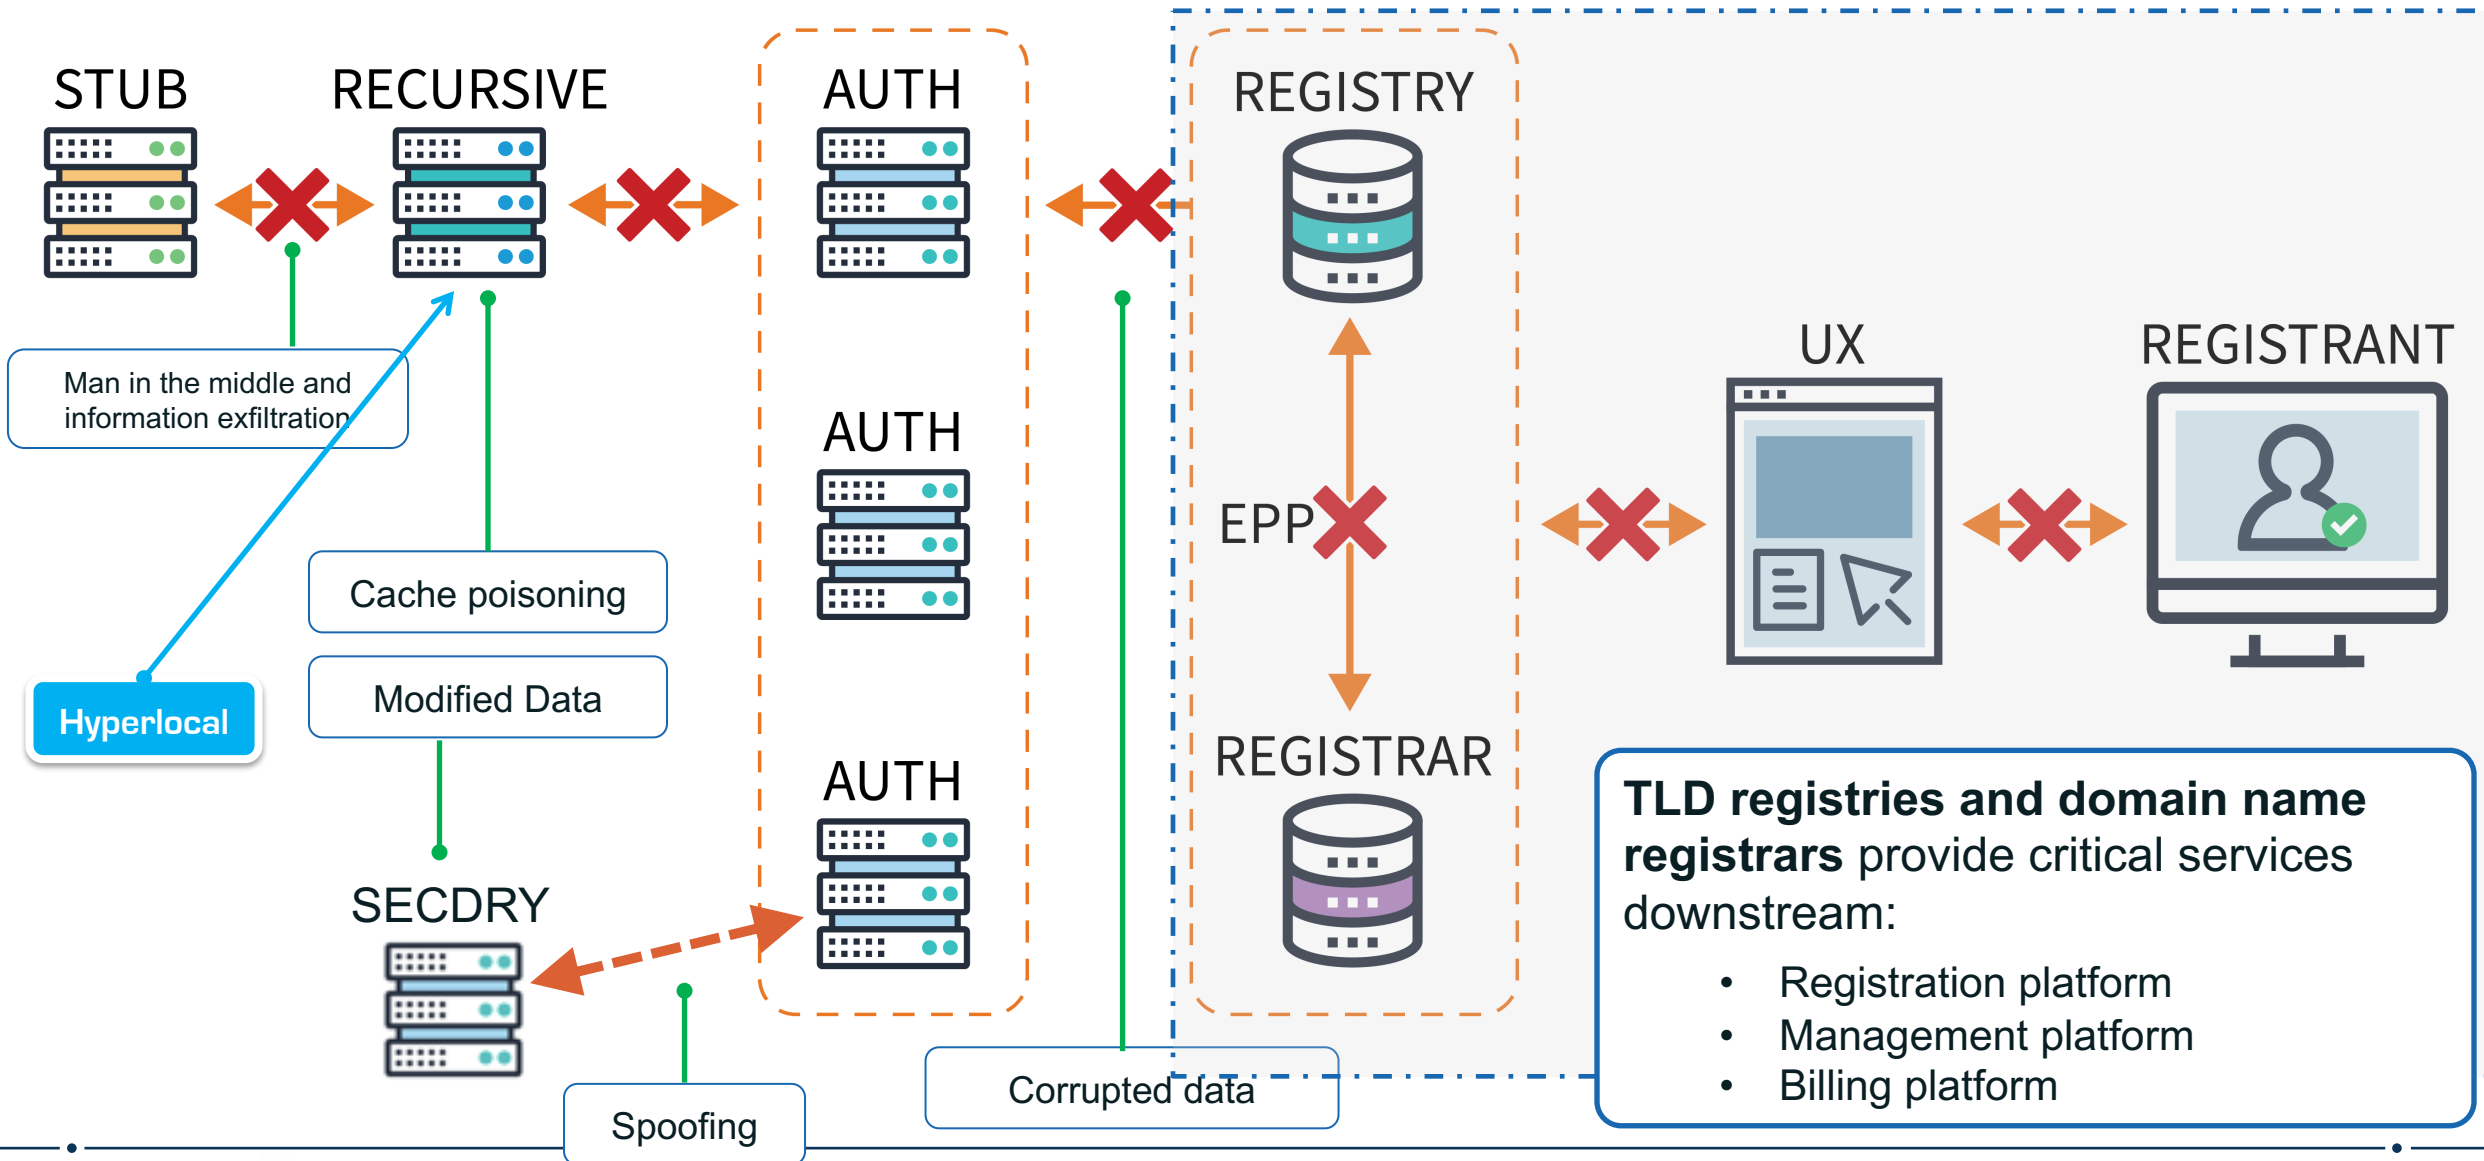 STUB
RECURSIVE
AUTH
REGISTRY
UX
REGISTRANT
Man in the middle and
information exfiltration
AUTH
EPP
Cache poisoning
Modified Data
Hyperlocal
AUTH
REGISTRAR
SECDRY
TLD registries and domain name
registrars provide critical services
downstream:
• Registration platform
• Management platform
• Billing platform
Corrupted data
Spoofing